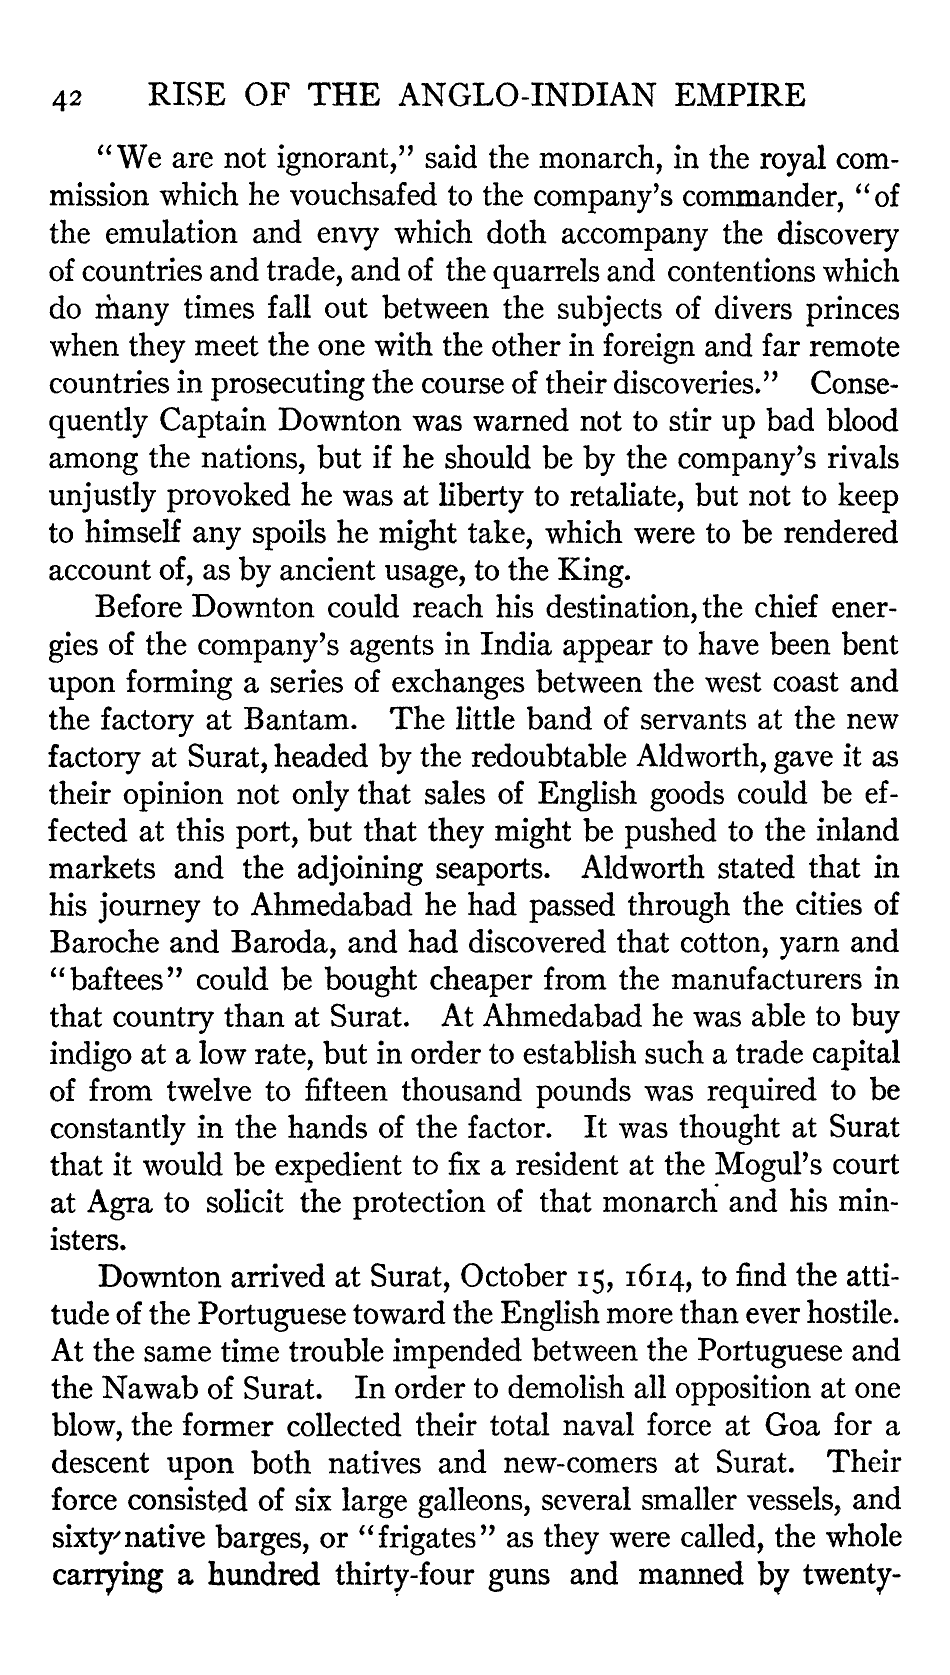 42 RISE OF THE ANGLO-INDIAN EMPIRE
"We are not ignorant," said the monarch, in the royal com-
mission which he vouchsafed to the company's commander, "of
the emulation and envy which doth accompany the discovery
of countries and trade, and of the quarrels and contentions which
do many times fall out between the subjects of divers princes
when they meet the one with the other in foreign and far remote
countries in prosecuting the course of their discoveries." Conse-
quently Captain Downton was warned not to stir up bad blood
among the nations, but if he should be by the company's rivals
unjustly provoked he was at liberty to retaliate, but not to keep
to himself any spoils he might take, which were to be rendered
account of, as by ancient usage, to the King.
Before Downton could reach his destination, the chief ener-
gies of the company's agents in India appear to have been bent
upon forming a series of exchanges between the west coast and
the factory at Bantam. The little band of servants at the new
factory at Surat, headed by the redoubtable Aldworth, gave it as
their opinion not only that sales of English goods could be ef-
fected at this port, but that they might be pushed to the inland
markets and the adjoining seaports. Aldworth stated that in
his journey to Ahmedabad he had passed through the cities of
Baroche and Baroda, and had discovered that cotton, yarn and
"baftees" could be bought cheaper from the manufacturers in
that country than at Surat. At Ahmedabad he was able to buy
indigo at a low rate, but in order to establish such a trade capital
of from twelve to fifteen thousand pounds was required to be
constantly in the hands of the factor. It was thought at Surat
that it would be expedient to fix a resident at the Mogul's court
at Agra to solicit the protection of that monarch and his min-
isters.
Downton arrived at Surat, October 15, 1614, to find the atti-
tude of the Portuguese toward the English more than ever hostile.
At the same time trouble impended between the Portuguese and
the Nawab of Surat. In order to demolish all opposition at one
blow, the former collected their total naval force at Goa for a
descent upon both natives and new-comers at Surat. Their
force consisted of six large galleons, several smaller vessels, and
sixty native barges, or "frigates" as they were called, the whole
carrying a hundred thirty-four guns and manned by twenty-